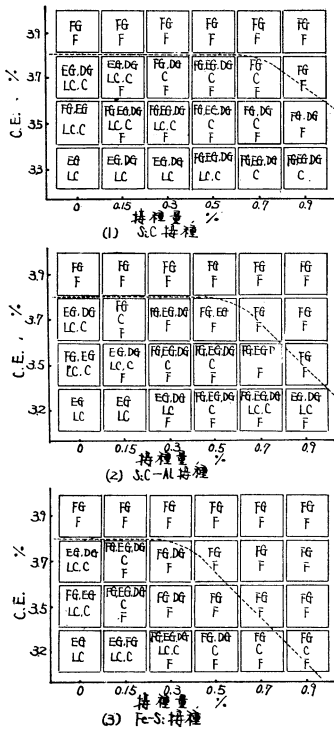 C.E. , %
3.9
3.7
3.5
3.3
FG FG FG FG FG FG
F F F F F F
EG.DG EG.DG FG.DG FG.EG.DG FG FG
LC.C LC.C F C C F
F F F
FG.EG FG.EG.DG FG.EG.DG FG.EG.DG FG.DG FG.DG
LC.C LC.C LC.C C C F
F F F F
EG EG.DG EG.DG FG.EG.DG FG.EG.DG FG.EG.DG
LC LC LC LC.C C C
0 0.15 0.3 0.5 0.7 0.9
接種量, %
(1) SiC 接種
C.E. , %
3.9
3.7
3.5
3.2
FG FG FG FG FG FG
F F F F F F
EG.DG FG FG.EG.DG FG.EG FG FG
LC.C C F F F F
F
FG.EG EG.DG FG.EG.DG FG.EG.DG FG
LC.C LC.C C C F F
F F F
EG EG EG.DG FG.EG.DG FG.EG.DG EG.DG
LC LC LC C LC.C LC
F F F F
0 0.15 0.3 0.5 0.7 0.9
接種量, %
(2) SiC-Al 接種
C.E. %
3.9
3.7
3.5
3.2
FG FG FG FG FG FG
F F F F F F
EG.DG FG.EG.DG FG.DG FG FG FG
LC.C C F F F F
F
FG.EG FG.EG.DG FG.DG FG.DG FG FG
LC.C C F F F F
F
EG EG.FG FG.EG.DG FG.DG FG FG
LC LC.C LC.C C C C
F F F F
0 0.15 0.3 0.5 0.7 0.9
接種量, %
(3) Fe-Si 接種